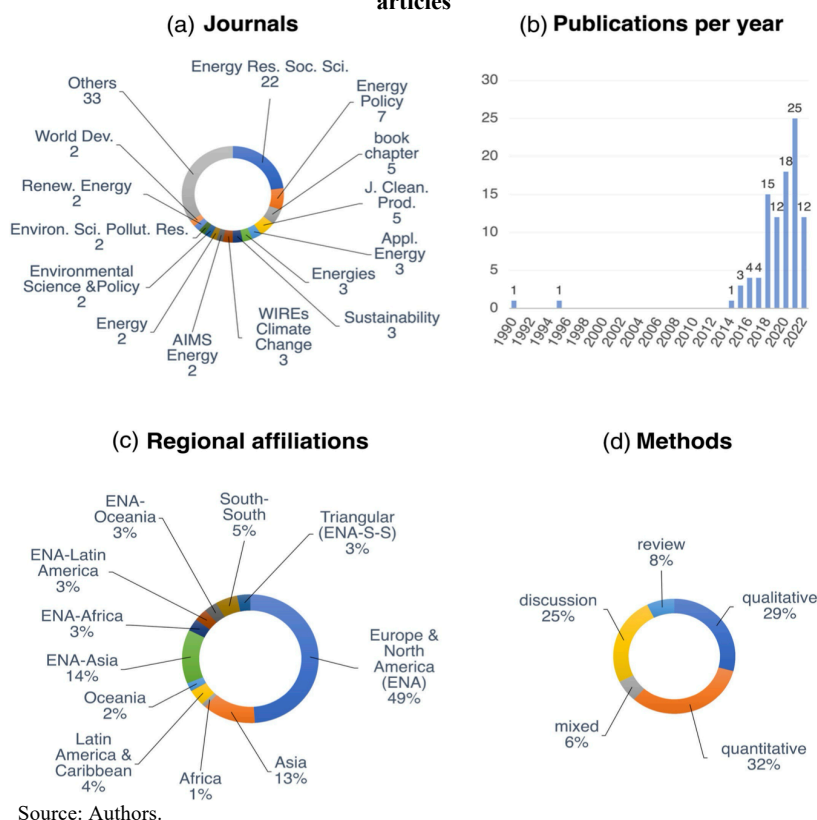 articles
(a) Journals
Energy Res. Soc. Sci.
22
Energy
Policy
7
book
chapter
5
J. Clean.
Prod.
5
Appl.
Energy
3
Energies
3
Sustainability
3
WIREs
Climate
Change
3
AIMS
Energy
2
Energy
2
Environmental
Science &Policy
2
Environ. Sci. Pollut. Res.
2
Renew. Energy
2
World Dev.
2
Others
33
(b) Publications per year
30
25
20
15
10
5
0
1
1
1
3
4
4
15
12
18
25
12
1990
1992
1994
1996
1998
2000
2002
2004
2006
2008
2010
2012
2014
2016
2018
2020
2022
(c) Regional affiliations
Europe &
North
America
(ENA)
49%
Asia
13%
Africa
1%
Latin
America &
Caribbean
4%
Oceania
2%
ENA-Asia
14%
ENA-Africa
3%
ENA-Latin
America
3%
ENA-
Oceania
3%
South-
South
5%
Triangular
(ENA-S-S)
3%
(d) Methods
qualitative
29%
quantitative
32%
mixed
6%
discussion
25%
review
8%
Source: Authors.